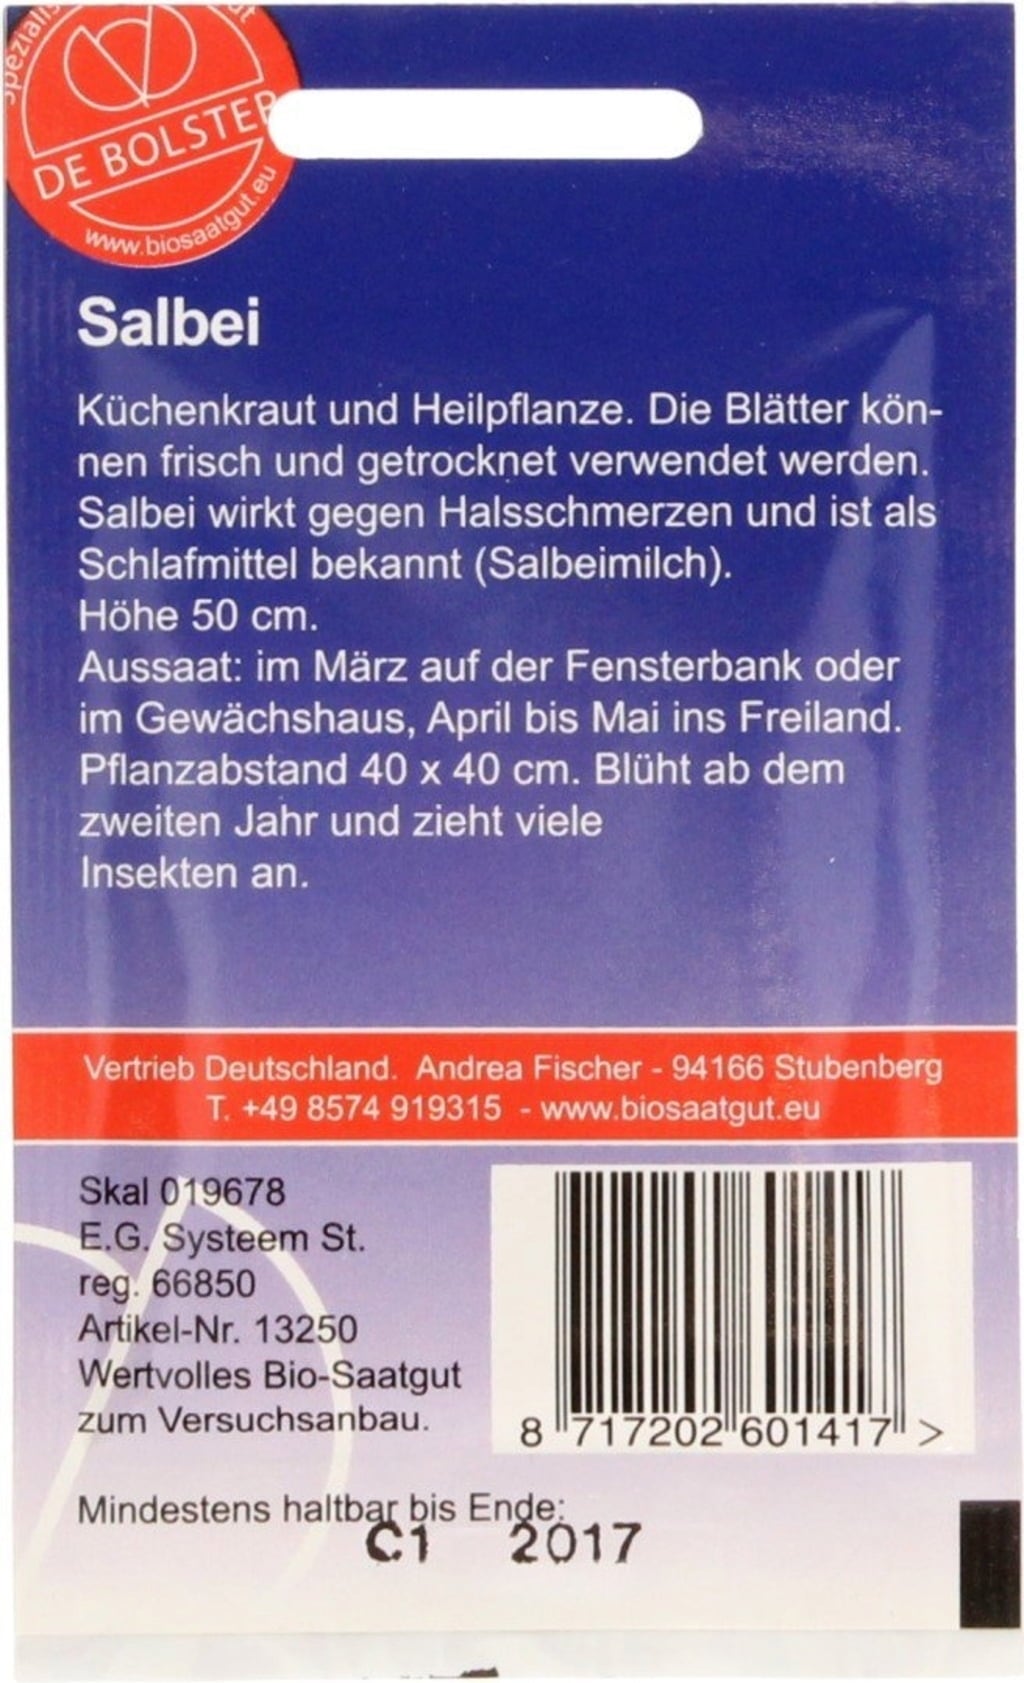 DE BOLSTER
www.biosaatgut.eu
Salbei
Küchenkraut und Heilpflanze. Die Blätter kön-
nen frisch und getrocknet verwendet werden.
Salbei wirkt gegen Halsschmerzen und ist als
Schlafmittel bekannt (Salbeimilch).
Höhe 50 cm.
Aussaat: im März auf der Fensterbank oder
im Gewächshaus, April bis Mai ins Freiland.
Pflanzabstand 40 x 40 cm. Blüht ab dem
zweiten Jahr und zieht viele
Insekten an.
Vertrieb Deutschland. Andrea Fischer - 94166 Stubenberg
T. +49 8574 919315 - www.biosaatgut.eu
Skal 019678
E.G. Systeem St.
reg. 66850
Artikel-Nr. 13250
Wertvolles Bio-Saatgut
zum Versuchsanbau.
8 717202 601417 >
Mindestens haltbar bis Ende:
C1 2017